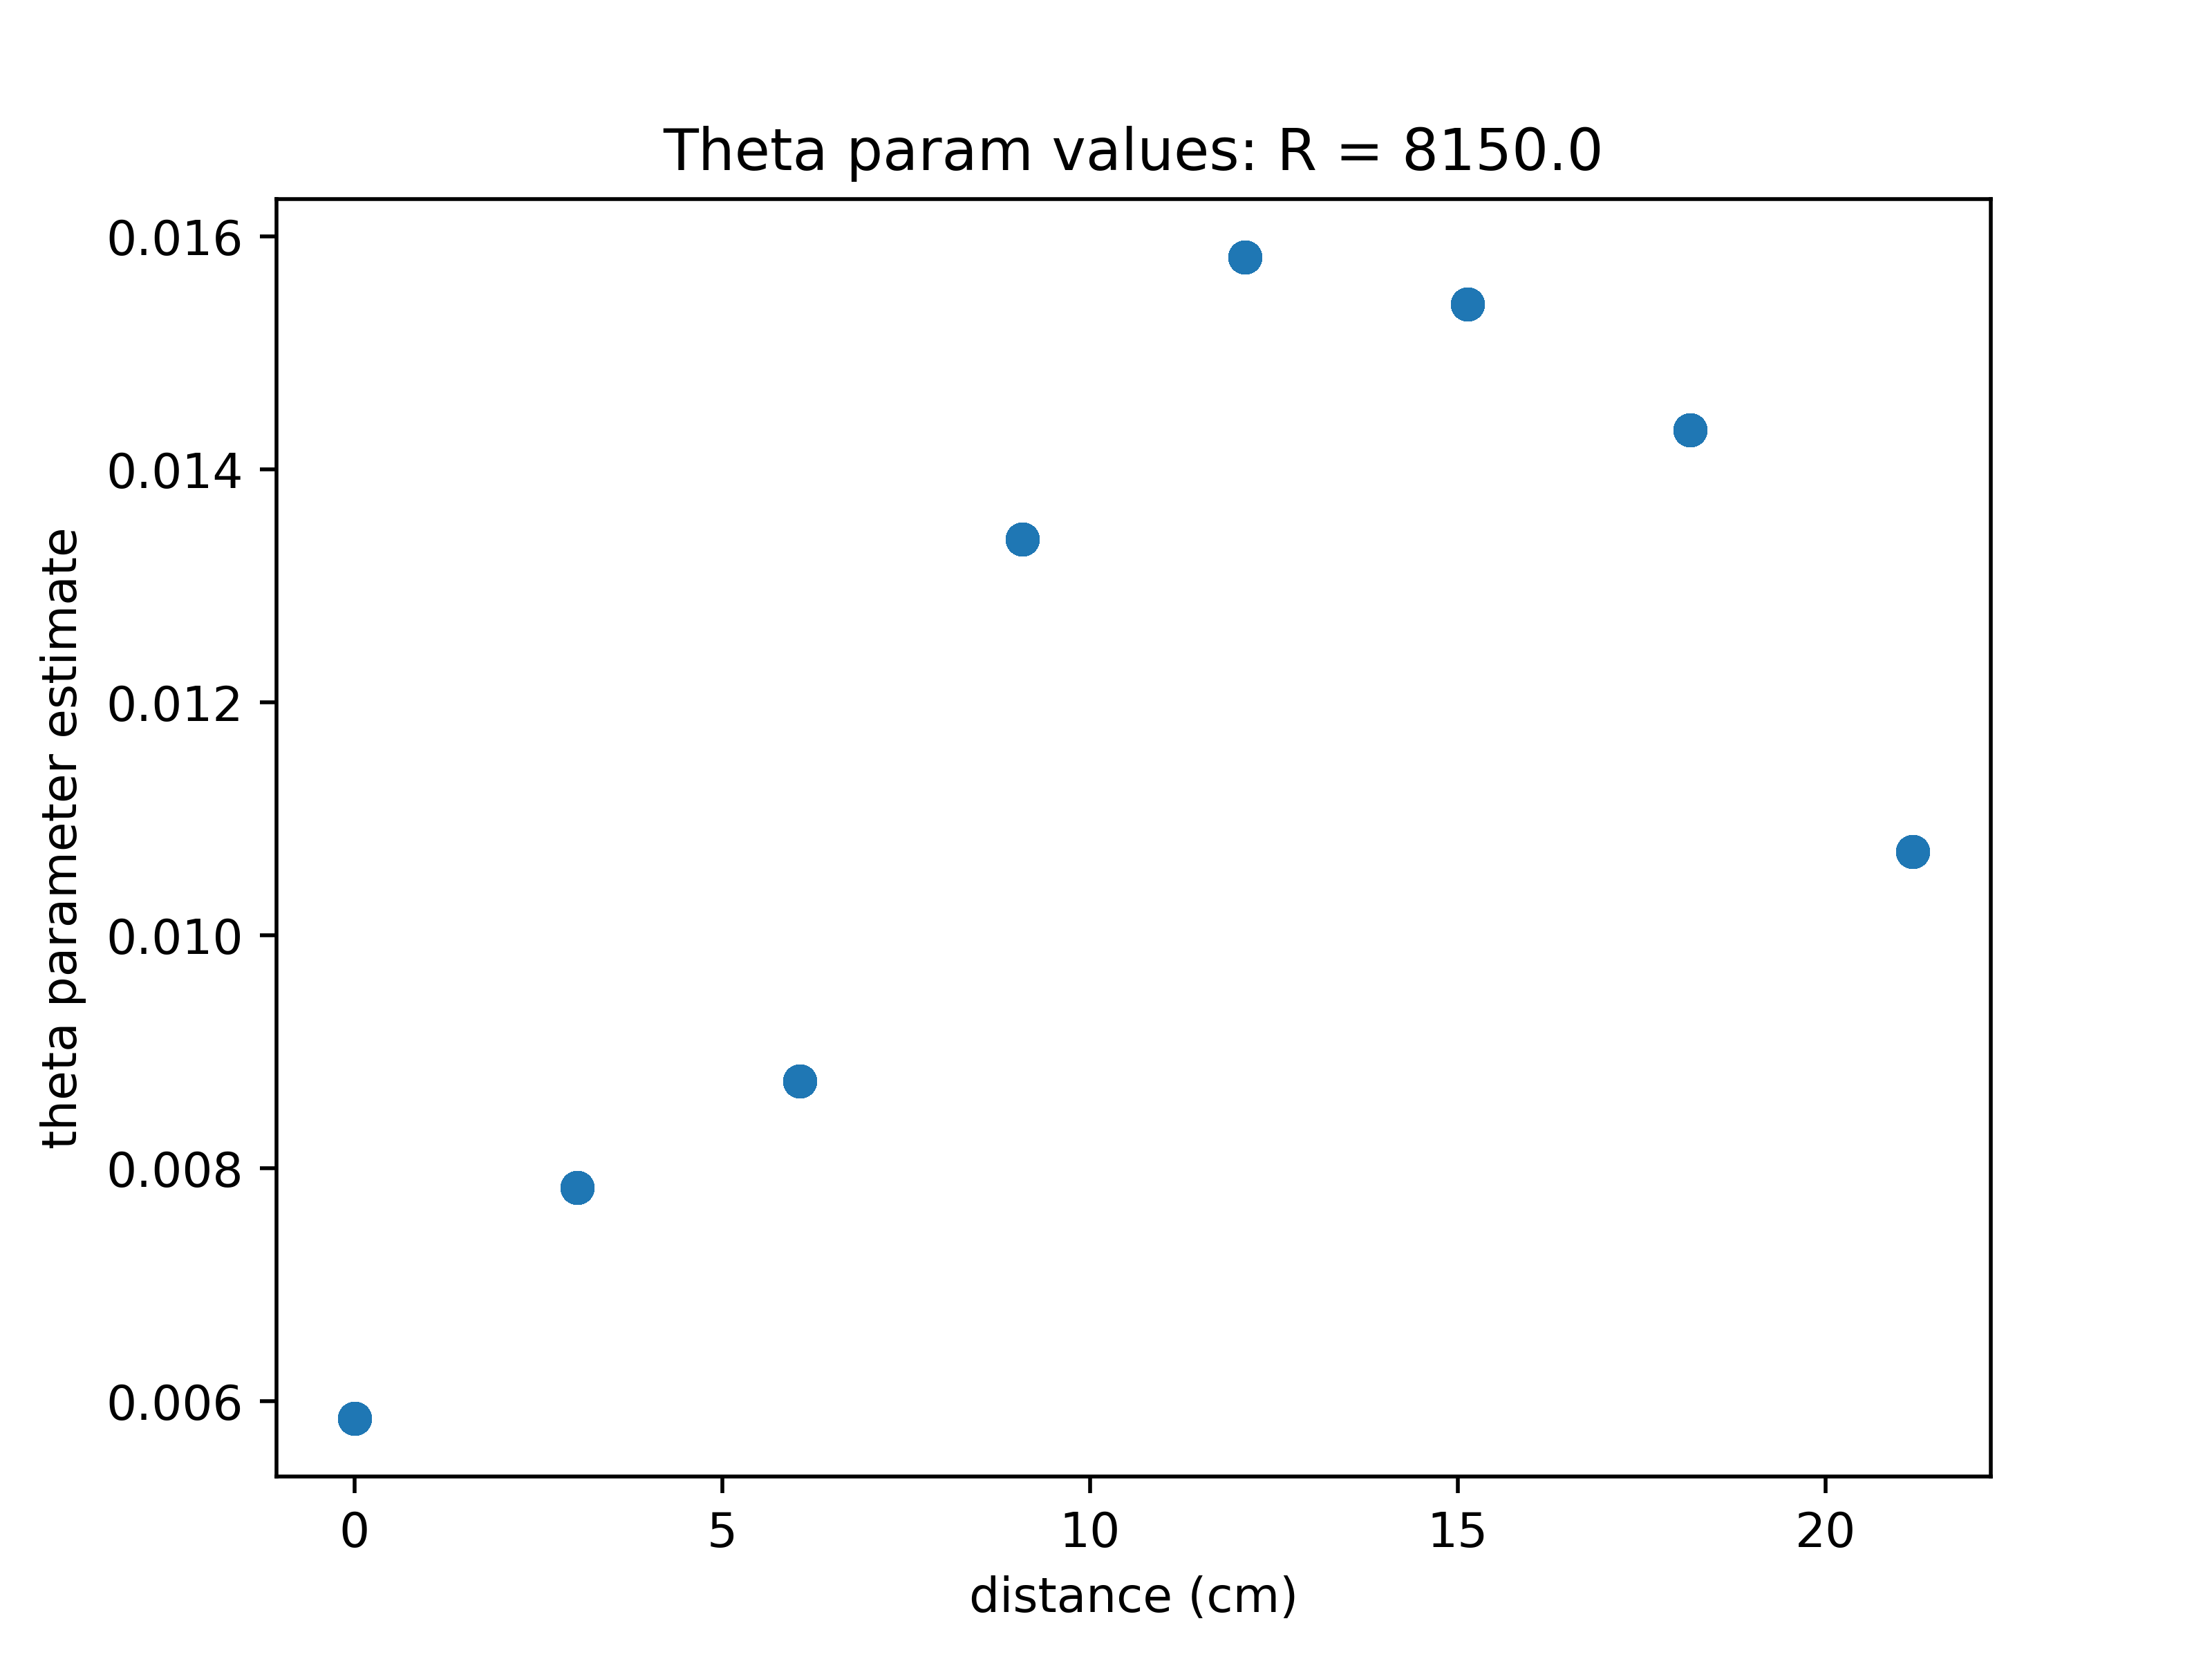 Theta param values: R = 8150.0
0.016
0.014
0.012
0.010
0.008
0.006
theta parameter estimate
0 5 10 15 20
distance (cm)